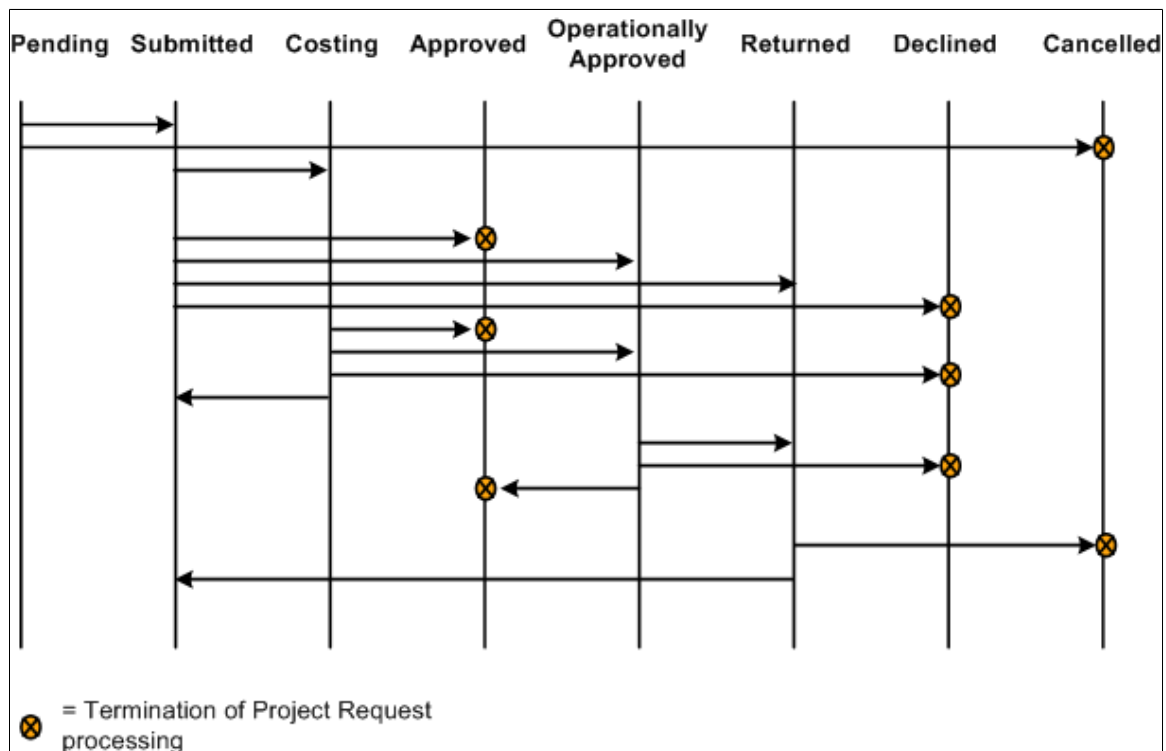 Pending Submitted Costing Approved Operationally Approved Returned Declined Cancelled
= Termination of Project Request
processing